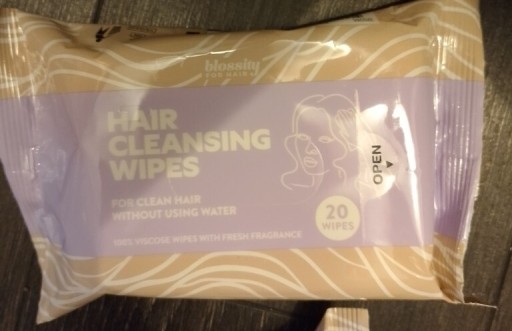 blossity
FOR HAIR
HAIR
CLEANSING
WIPES
FOR CLEAN HAIR
WITHOUT USING WATER
100% VISCOSE WIPES WITH FRESH FRAGRANCE
20
WIPES
OPEN